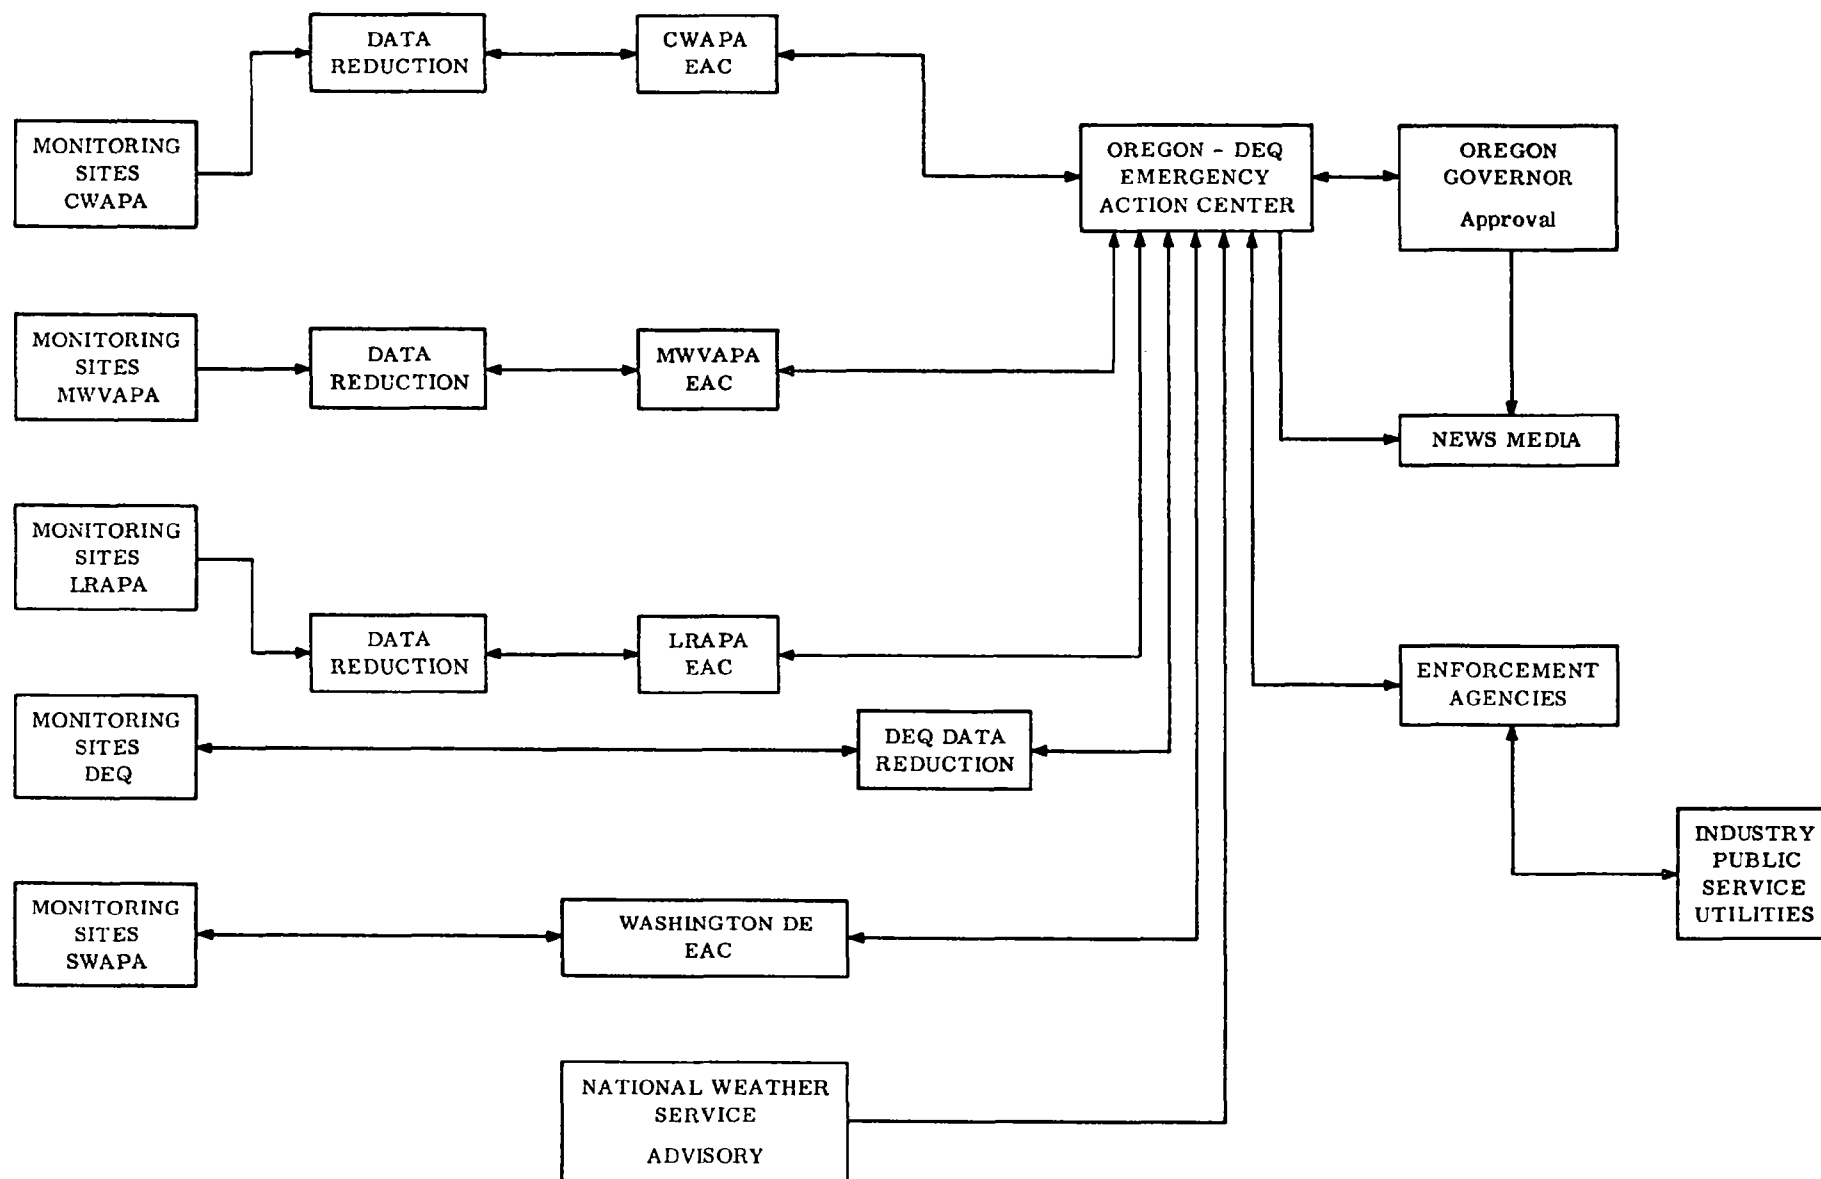 DATA
REDUCTION
CWAPA
EAC
MONITORING
SITES
CWAPA
OREGON - DEQ
EMERGENCY
ACTION CENTER
OREGON
GOVERNOR
Approval
MONITORING
SITES
MWVAPA
DATA
REDUCTION
MWVAPA
EAC
NEWS MEDIA
MONITORING
SITES
LRAPA
DATA
REDUCTION
LRAPA
EAC
ENFORCEMENT
AGENCIES
MONITORING
SITES
DEQ
DEQ DATA
REDUCTION
INDUSTRY
PUBLIC
SERVICE
UTILITIES
MONITORING
SITES
SWAPA
WASHINGTON DE
EAC
NATIONAL WEATHER
SERVICE
ADVISORY